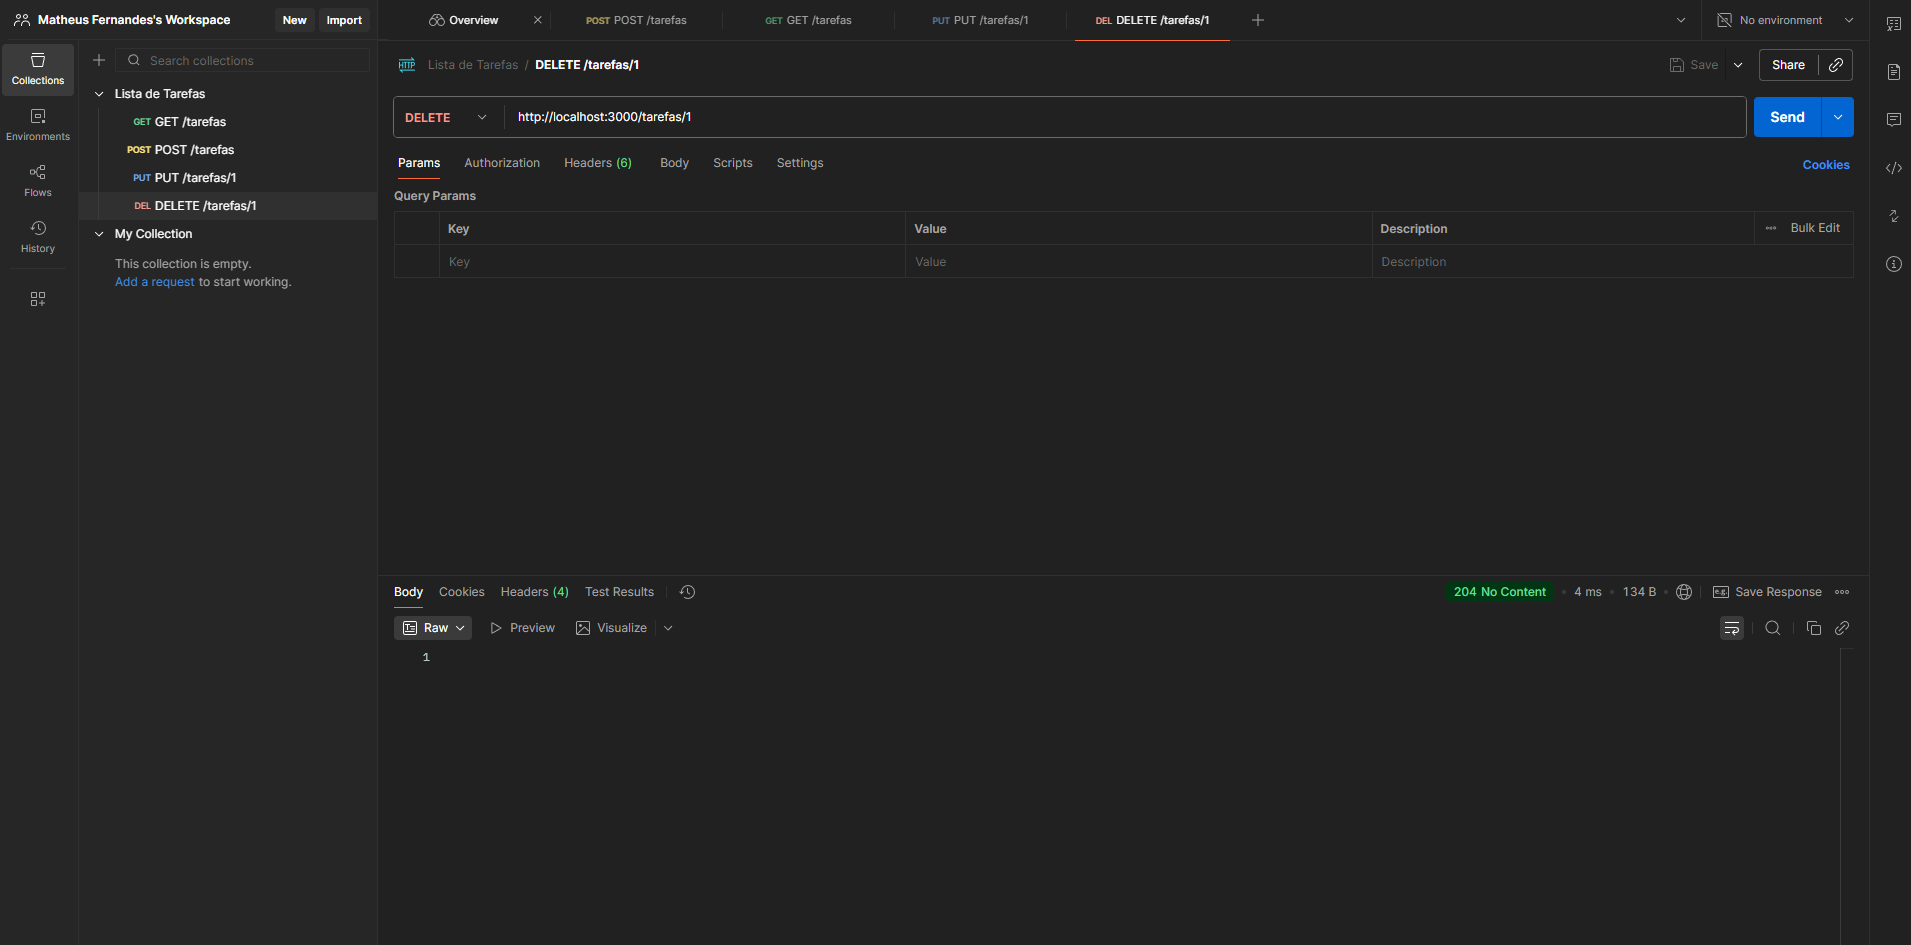 Matheus Fernandes's Workspace
New
Import
Overview
POST POST /tarefas
GET GET /tarefas
PUT PUT /tarefas/1
DEL DELETE /tarefas/1
No environment
Collections
Environments
Flows
History
Search collections
Lista de Tarefas
GET GET /tarefas
POST POST /tarefas
PUT PUT /tarefas/1
DEL DELETE /tarefas/1
My Collection
This collection is empty.
Add a request to start working.
HTTP Lista de Tarefas / DELETE /tarefas/1
Save
Share
DELETE http://localhost:3000/tarefas/1
Send
Params Authorization Headers (6) Body Scripts Settings
Cookies
Query Params
Key Value Description Bulk Edit
Key Value Description
Body Cookies Headers (4) Test Results
204 No Content 4 ms 134 B e.g. Save Response
Raw Preview Visualize
1